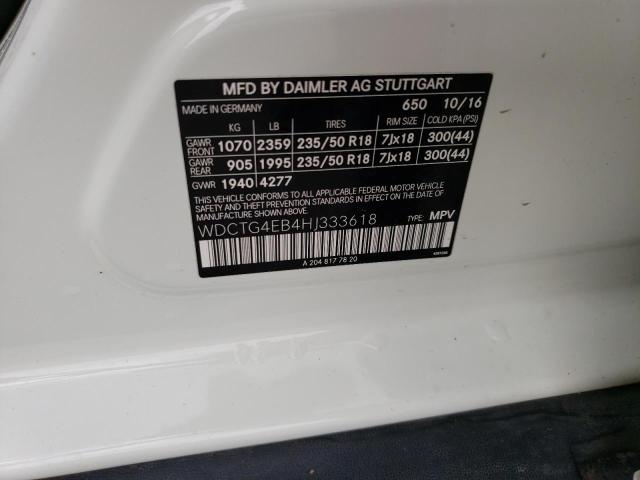 MFD BY DAIMLER AG STUTTGART
MADE IN GERMANY 650 10/16
KG LB TIRES RIM SIZE COLD KPA (PSI)
GAWR FRONT 1070 2359 235/50 R18 7Jx18 300(44)
GAWR REAR 905 1995 235/50 R18 7Jx18 300(44)
GVWR 1940 4277
THIS VEHICLE CONFORMS TO ALL APPLICABLE FEDERAL MOTOR VEHICLE
SAFETY, BUMPER, AND THEFT PREVENTION STANDARDS IN EFFECT
ON THE DATE OF MANUFACTURE SHOWN ABOVE.
WDCTG4EB4HJ333618 TYPE: MPV
A 204 817 78 20